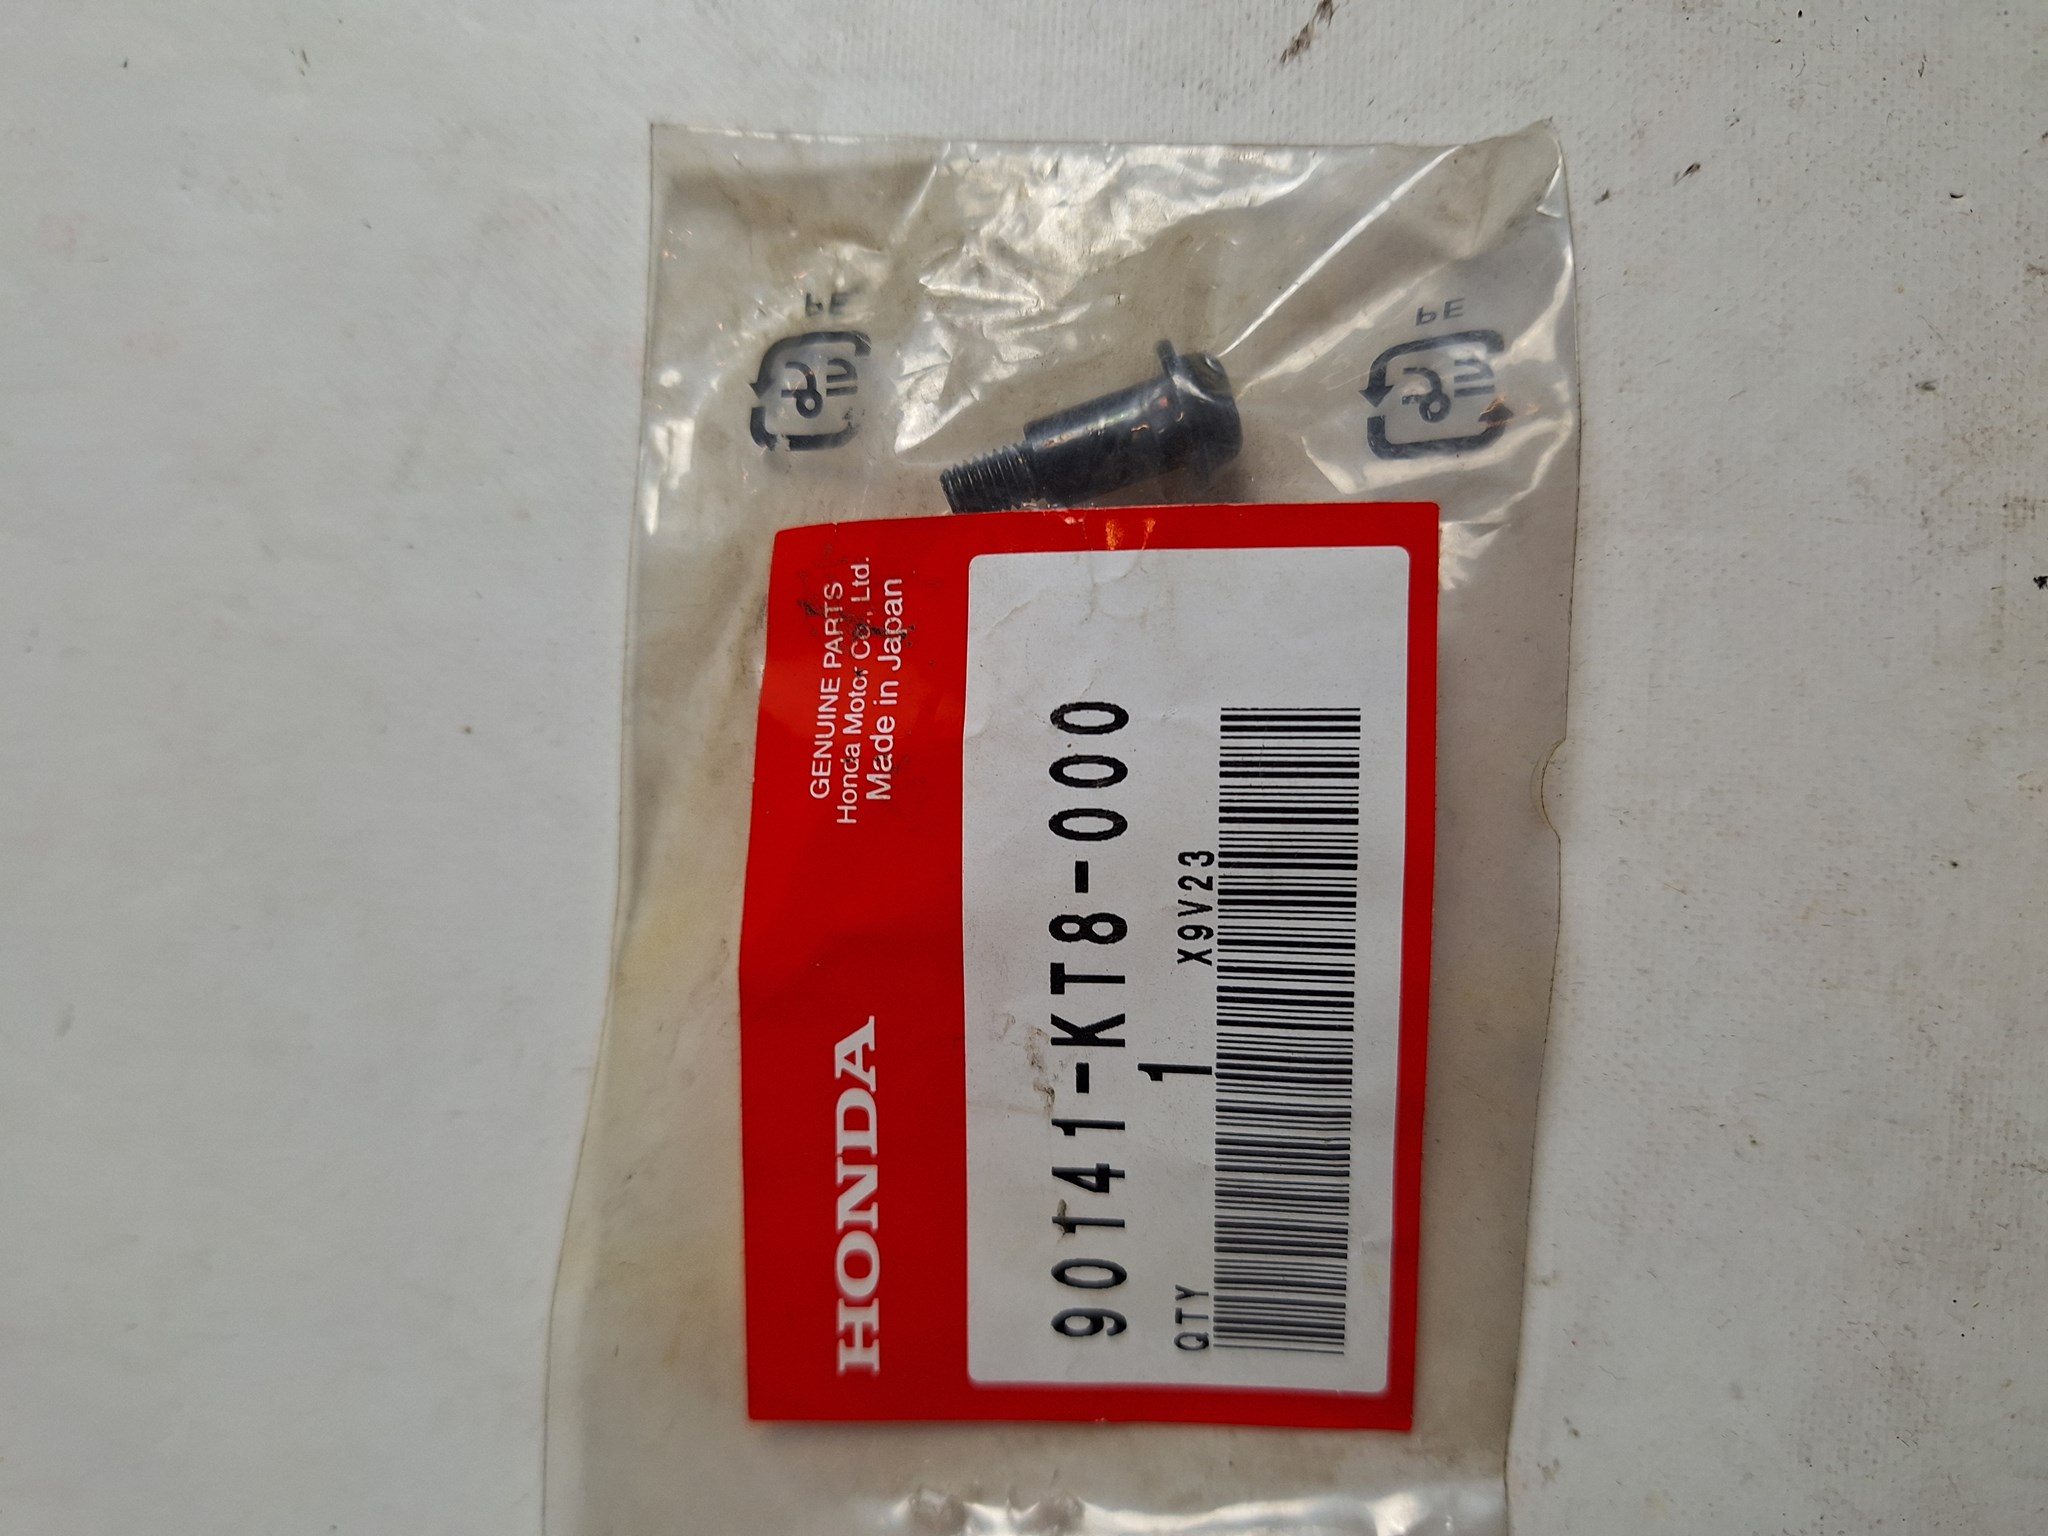 HONDA
GENUINE PARTS
Honda Motor Co., Ltd.
Made in Japan
90141-KT8-000
QTY 1 X9V23
PE
PE